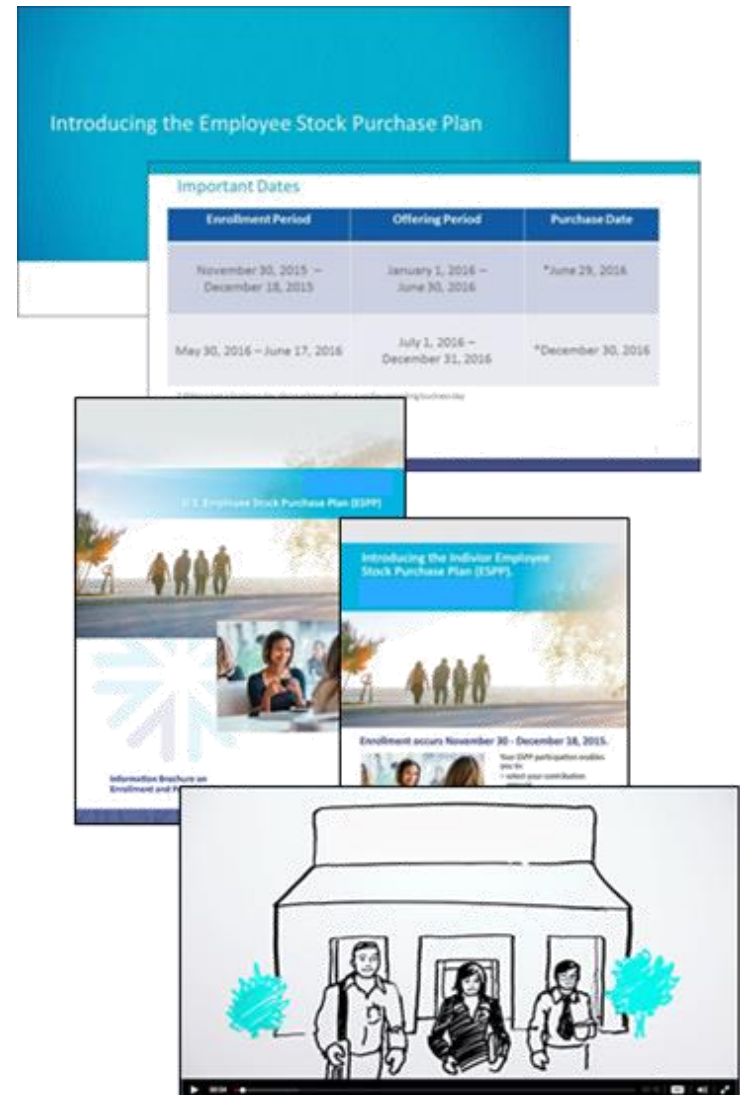 Introducing the Employee Stock Purchase Plan
Important Dates
Enrollment Period Offering Period Purchase Date
November 30, 2015 –
December 18, 2015
January 1, 2016 –
June 30, 2016
*June 29, 2016
May 30, 2016 – June 17, 2016
July 1, 2016 –
December 31, 2016
*December 30, 2016
business day
U.S. Employee Stock Purchase Plan (ESPP)
Introducing the Indivior Employee
Stock Purchase Plan (ESPP).
Enrollment occurs November 30 - December 18, 2015.
Your ESPP participation enables
you to:
• select your contribution
Information Brochure on
Enrollment and
00:04